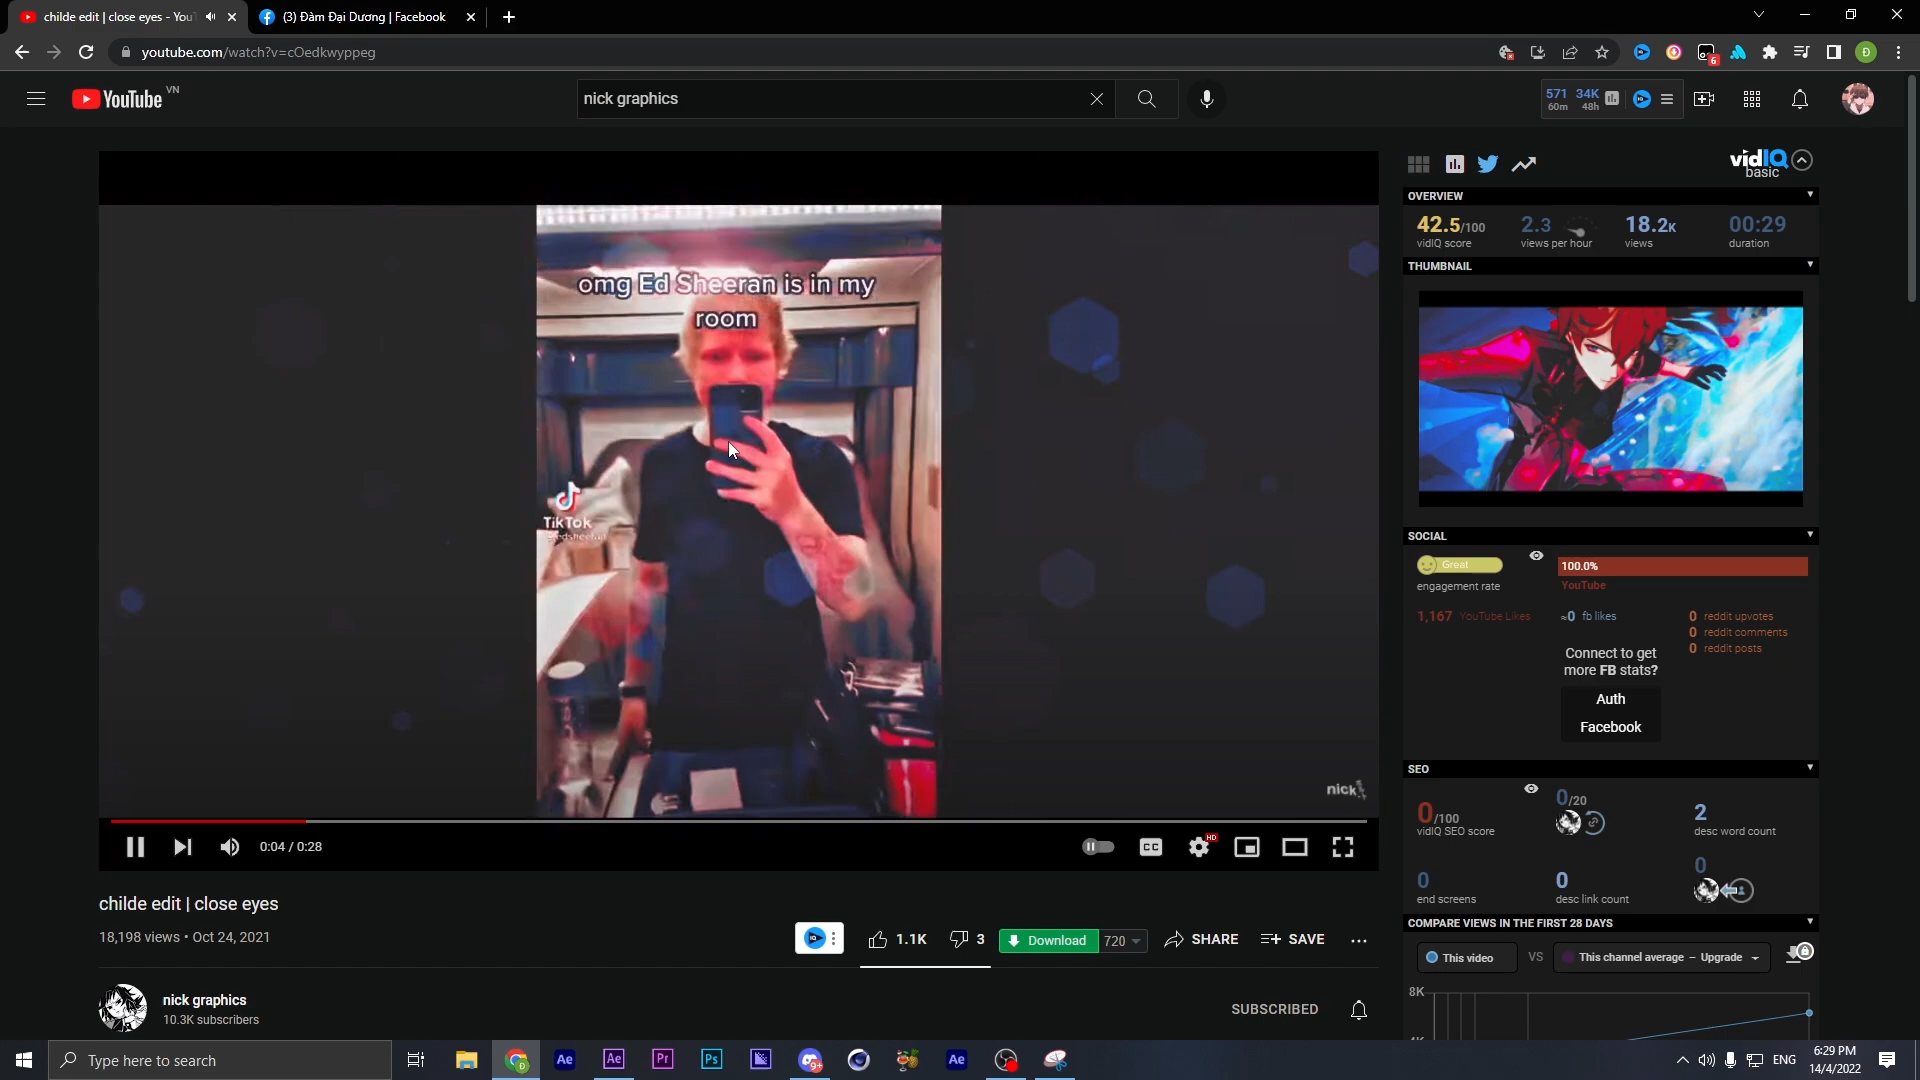 childe edit | close eyes - You
(3) Đàm Đại Dương | Facebook
youtube.com/watch?v=cOedkwyppeg
6
Đ
YouTube VN
nick graphics
571 34K
60m 48h
vidIQ
basic
OVERVIEW
42.5/100 2.3 18.2K 00:29
vidIQ score views per hour views duration
THUMBNAIL
omg Ed Sheeran is in my
room
TikTok
nick
SOCIAL
Great 100.0%
engagement rate YouTube
1,167 YouTube Likes ≈0 fb likes 0 reddit upvotes
0 reddit comments
0 reddit posts
Connect to get
more FB stats?
Auth
Facebook
SEO
0/100 0/20 2
vidIQ SEO score desc word count
0 0 0
end screens desc link count
COMPARE VIEWS IN THE FIRST 28 DAYS
This video VS This channel average – Upgrade
8K
0:04 / 0:28
CC
HD
childe edit | close eyes
18,198 views • Oct 24, 2021
1.1K 3 Download 720 SHARE SAVE
nick graphics
10.3K subscribers
SUBSCRIBED
Type here to search
Ae Ae Pr Ps 9+ Ae
ENG
6:29 PM
14/4/2022